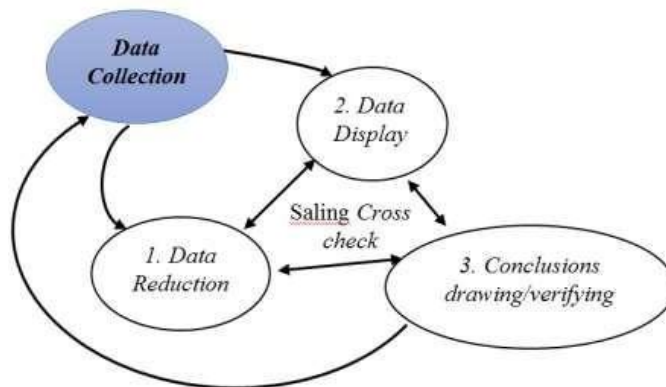 Data
Collection
2. Data
Display
Saling Cross
check
1. Data
Reduction
3. Conclusions
drawing/verifying